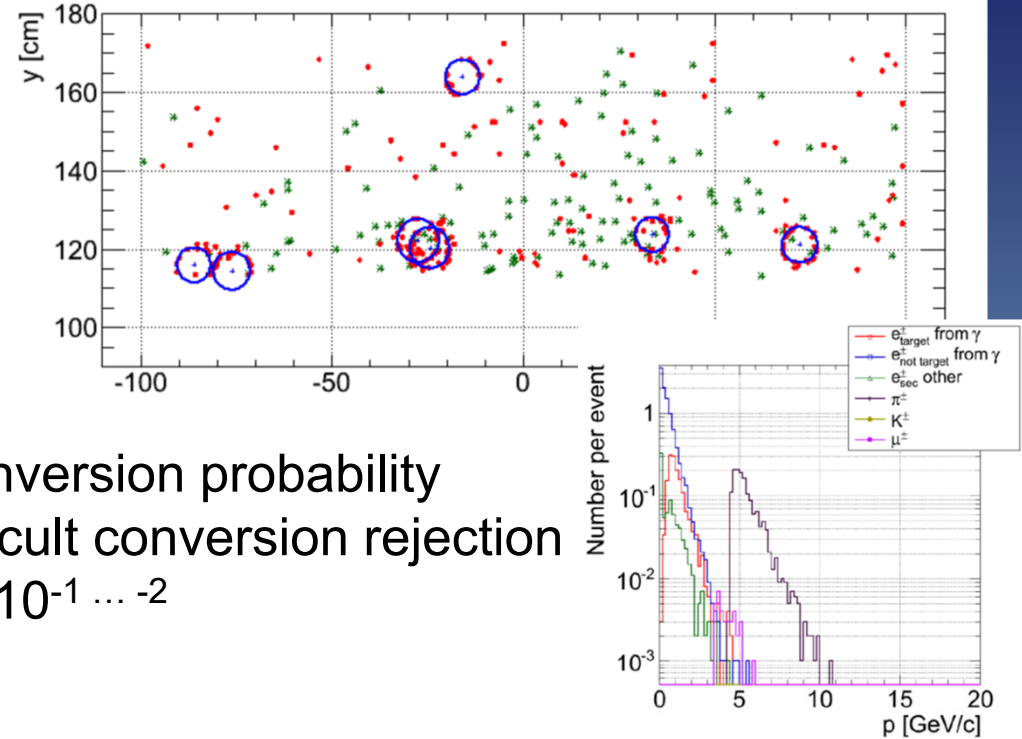 y [cm]
180
160
140
120
100
-100
-50
0
nversion probability
cult conversion rejection
10-1 … -2
e±target from γ
e±not target from γ
e±sec other
π±
K±
μ±
Number per event
1
10-1
10-2
10-3
0
5
10
15
20
p [GeV/c]